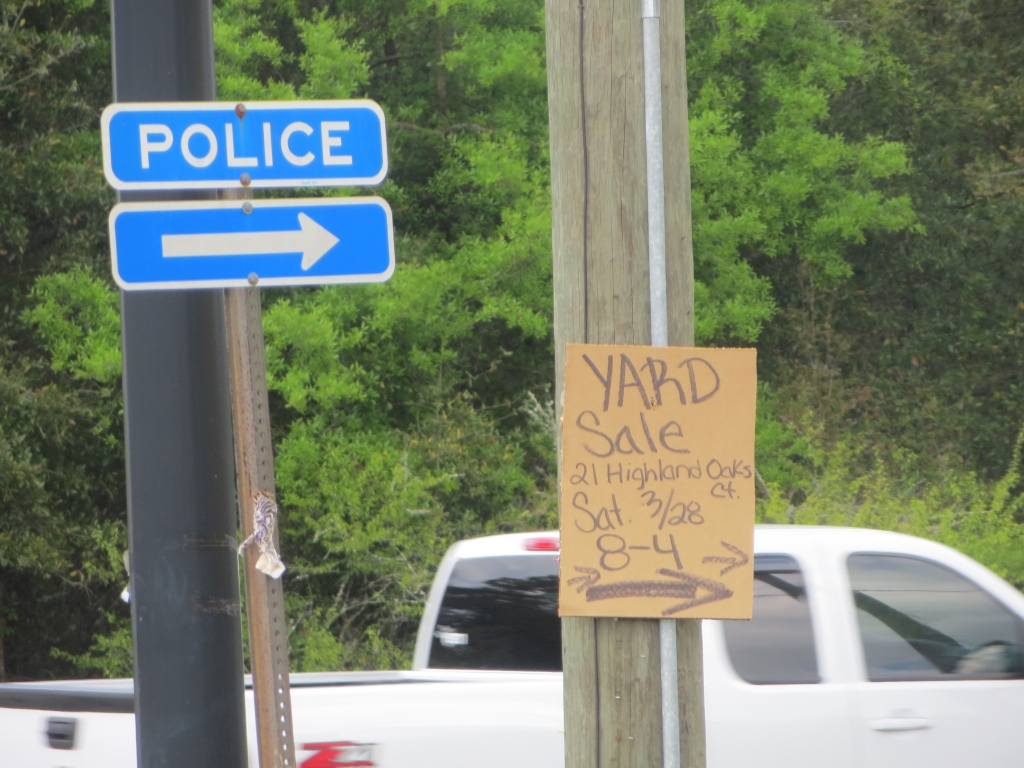 POLICE
YARD
Sale
21 Highland Oaks
Ct.
Sat. 3/28
8-4
Z